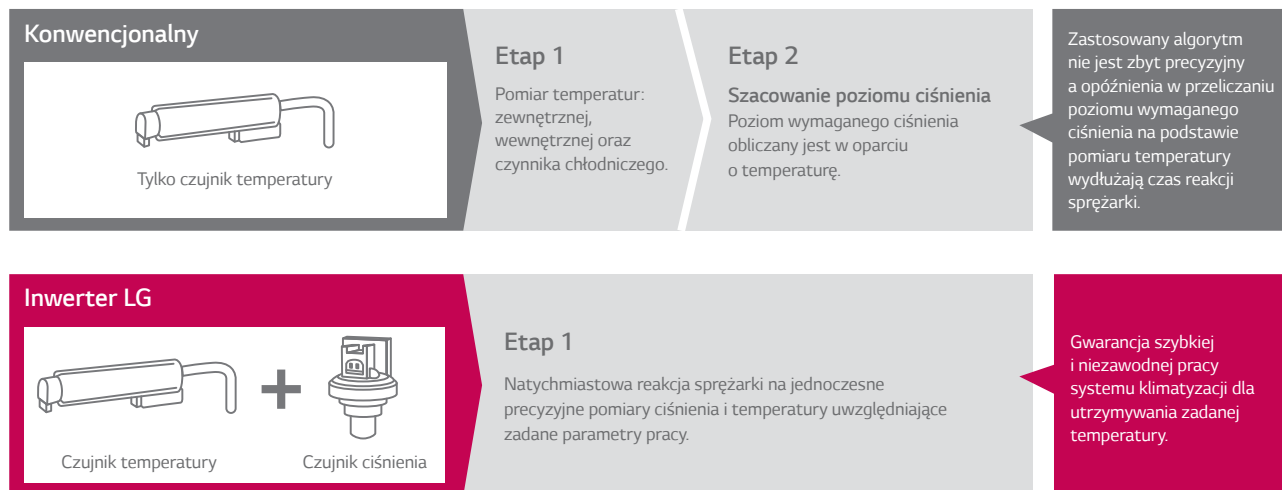 Konwencjonalny
Tylko czujnik temperatury
Etap 1
Pomiar temperatur:
zewnętrznej,
wewnętrznej oraz
czynnika chłodniczego.
Etap 2
Szacowanie poziomu ciśnienia
Poziom wymaganego ciśnienia
obliczany jest w oparciu
o temperaturę.
Zastosowany algorytm
nie jest zbyt precyzyjny
a opóźnienia w przeliczaniu
poziomu wymaganego
ciśnienia na podstawie
pomiaru temperatury
wydłużają czas reakcji
sprężarki.
Inwerter LG
Czujnik temperatury
Czujnik ciśnienia
Etap 1
Natychmiastowa reakcja sprężarki na jednoczesne
precyzyjne pomiary ciśnienia i temperatury uwzględniające
zadane parametry pracy.
Gwarancja szybkiej
i niezawodnej pracy
systemu klimatyzacji dla
utrzymywania zadanej
temperatury.